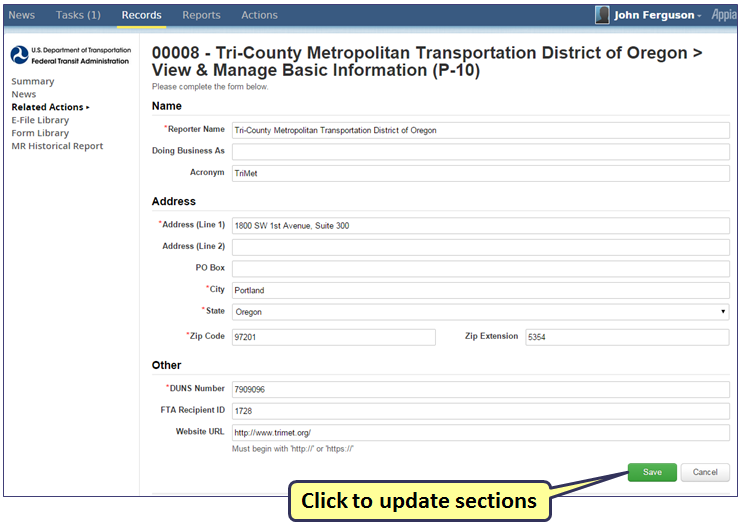 News Tasks (1) Records Reports Actions John Ferguson Appia
U.S. Department of Transportation
Federal Transit Administration
Summary
News
Related Actions
E-File Library
Form Library
MR Historical Report
00008 - Tri-County Metropolitan Transportation District of Oregon >
View & Manage Basic Information (P-10)
Please complete the form below.
Name
*Reporter Name Tri-County Metropolitan Transportation District of Oregon
Doing Business As
Acronym TriMet
Address
*Address (Line 1) 1800 SW 1st Avenue, Suite 300
Address (Line 2)
PO Box
*City Portland
*State Oregon
*Zip Code 97201 Zip Extension 5354
Other
*DUNS Number 7909096
FTA Recipient ID 1728
Website URL http://www.trimet.org/
Must begin with 'http://' or 'https://'
Save Cancel
Click to update sections